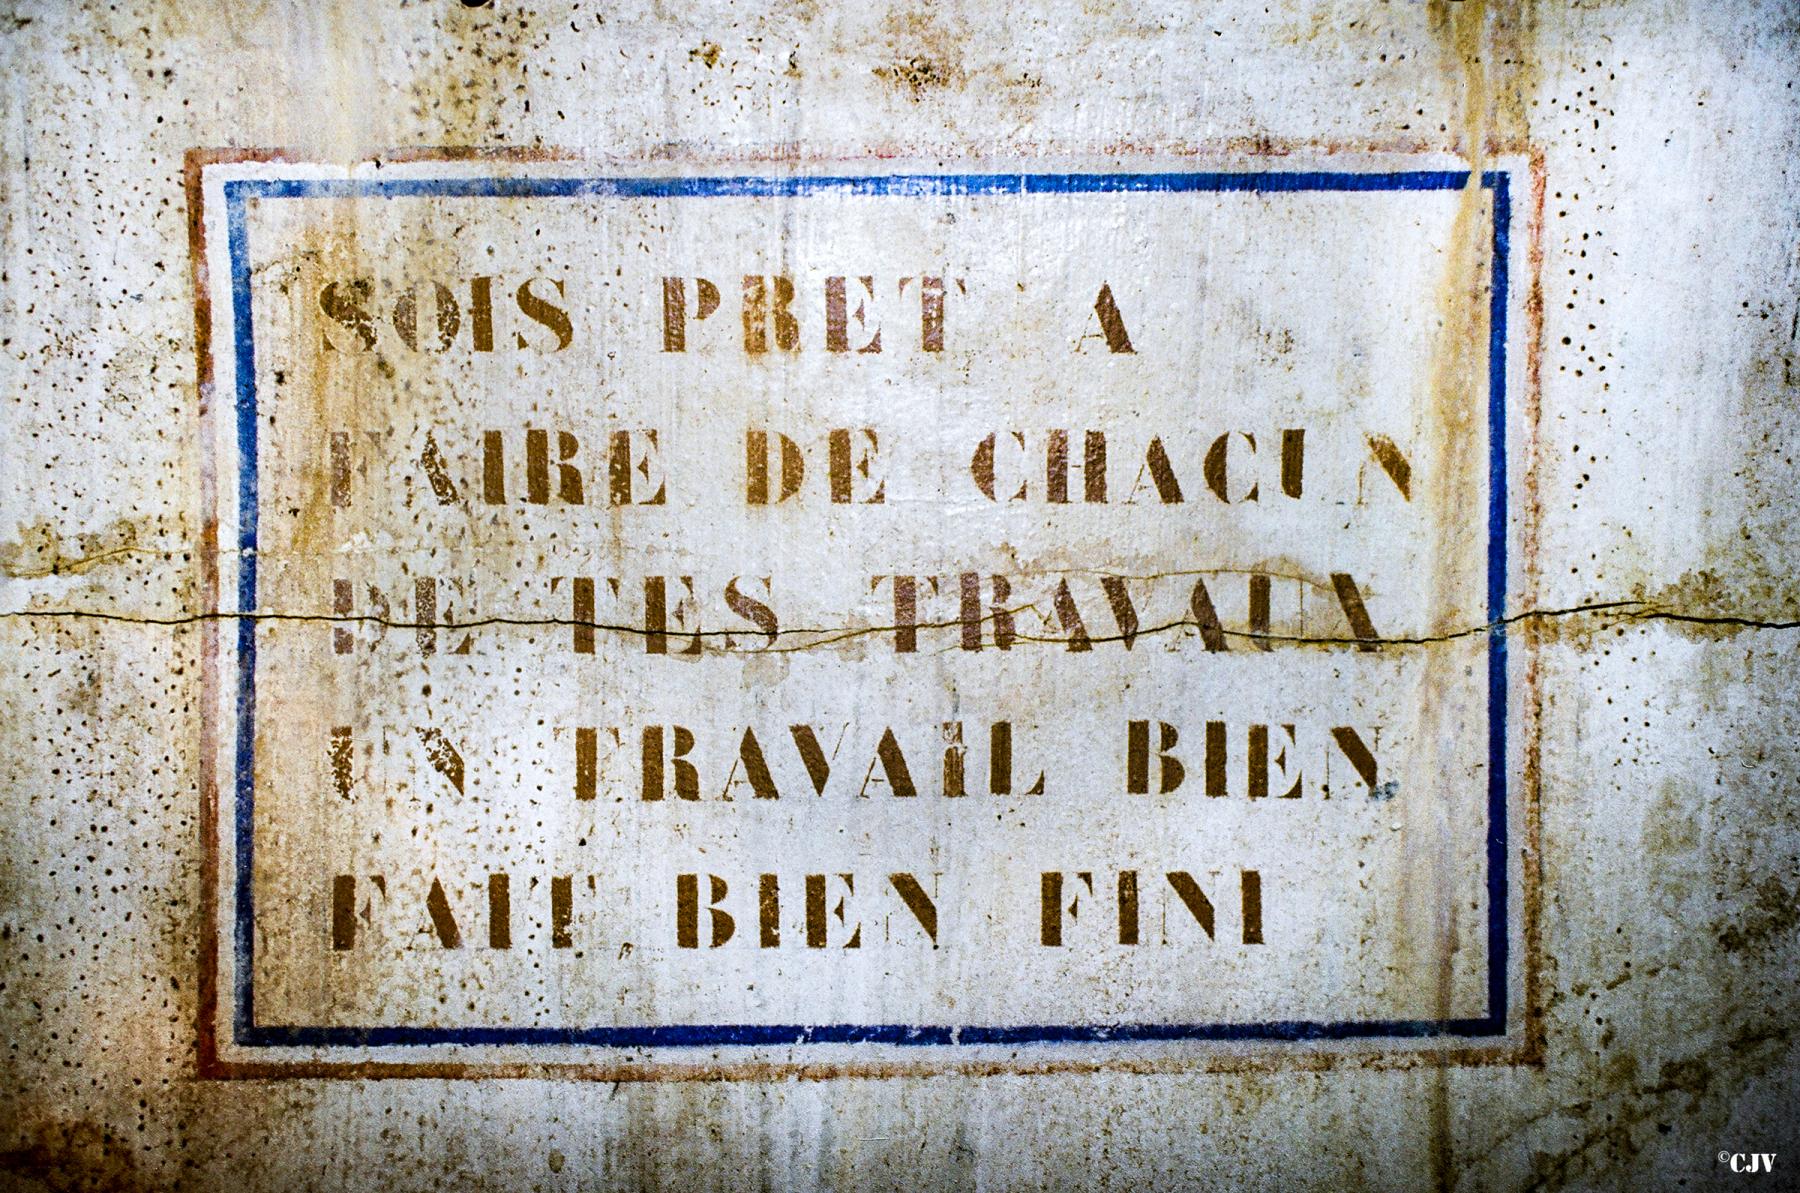 SOIS PRET A
FAIRE DE CHACUN
DE TES TRAVAUX
UN TRAVAiL BIEN
FAIT BIEN FINI
©CJV